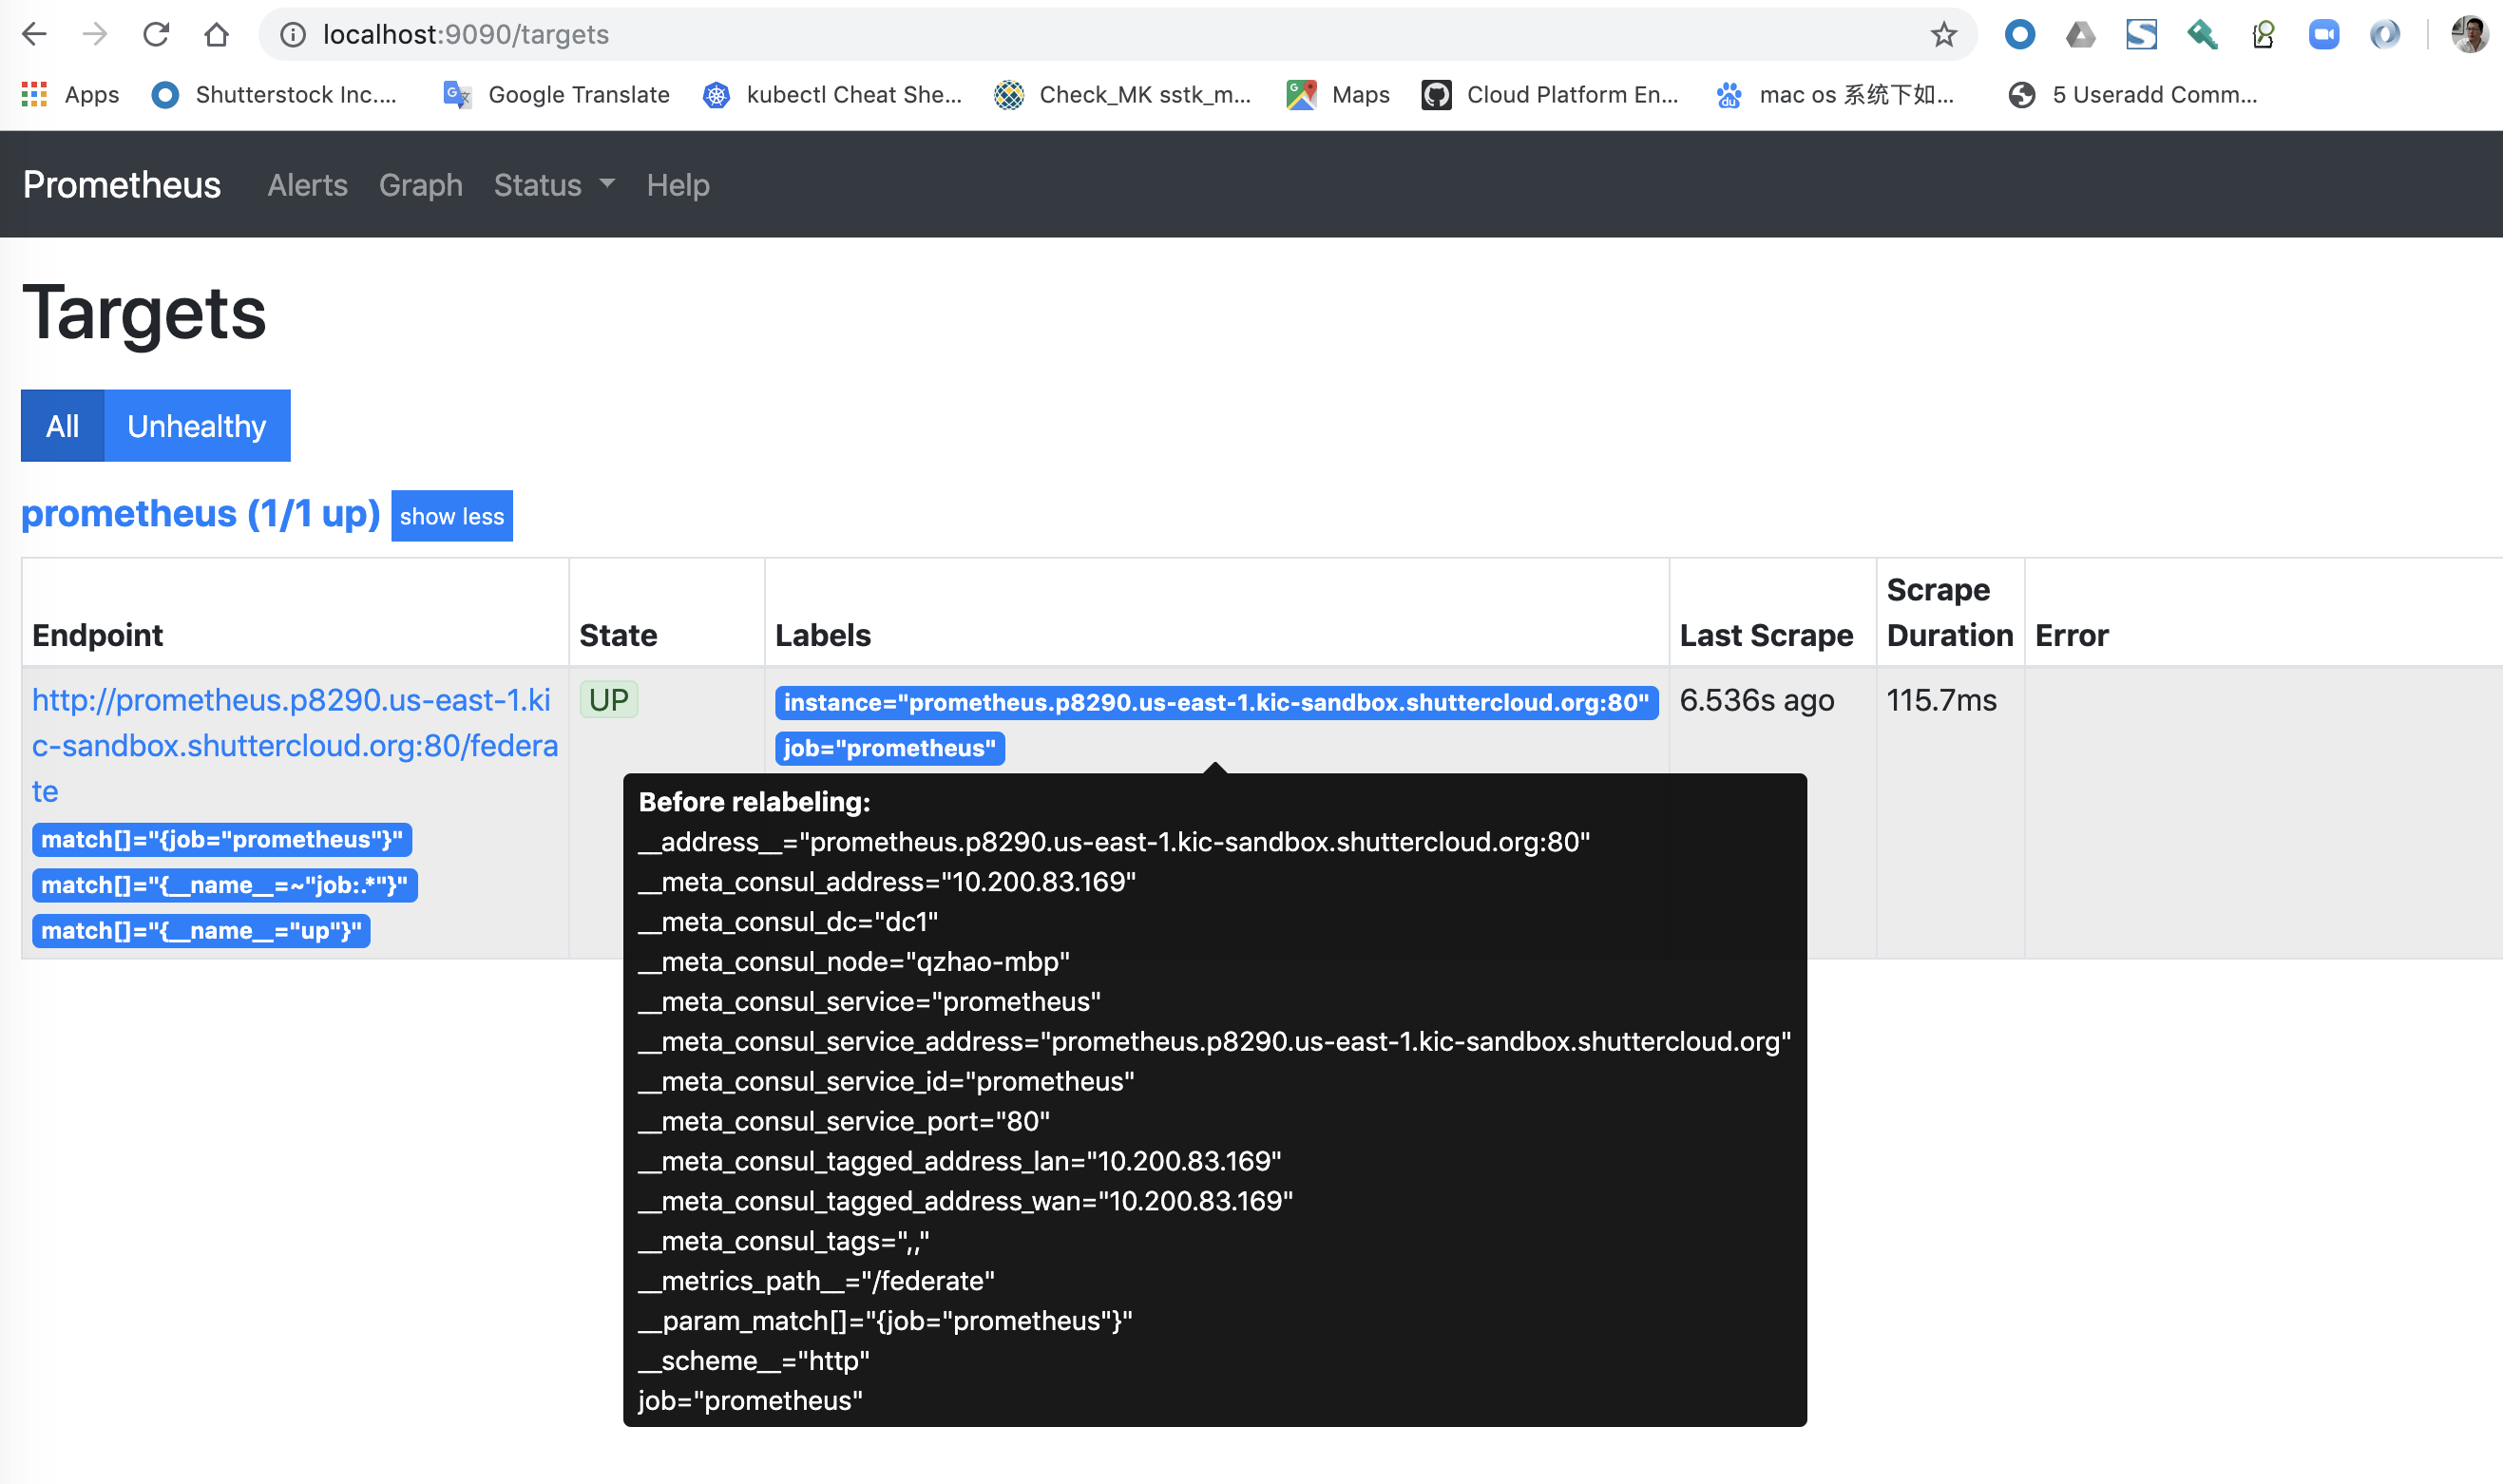 localhost:9090/targets
Apps Shutterstock Inc.... Google Translate kubectl Cheat She... Check_MK sstk_m... Maps Cloud Platform En... mac os 系统下如... 5 Useradd Comm...
Prometheus Alerts Graph Status Help
Targets
All Unhealthy
prometheus (1/1 up) show less
Endpoint State Labels Last Scrape Scrape Duration Error
http://prometheus.p8290.us-east-1.ki
c-sandbox.shuttercloud.org:80/federa
te
match[]="{job="prometheus"}"
match[]="{__name__=~"job:.*"}"
match[]="{__name__="up"}"
UP
instance="prometheus.p8290.us-east-1.kic-sandbox.shuttercloud.org:80"
job="prometheus"
6.536s ago
115.7ms
Before relabeling:
__address__="prometheus.p8290.us-east-1.kic-sandbox.shuttercloud.org:80"
__meta_consul_address="10.200.83.169"
__meta_consul_dc="dc1"
__meta_consul_node="qzhao-mbp"
__meta_consul_service="prometheus"
__meta_consul_service_address="prometheus.p8290.us-east-1.kic-sandbox.shuttercloud.org"
__meta_consul_service_id="prometheus"
__meta_consul_service_port="80"
__meta_consul_tagged_address_lan="10.200.83.169"
__meta_consul_tagged_address_wan="10.200.83.169"
__meta_consul_tags=",,"
__metrics_path__="/federate"
__param_match[]="{job="prometheus"}"
__scheme__="http"
job="prometheus"